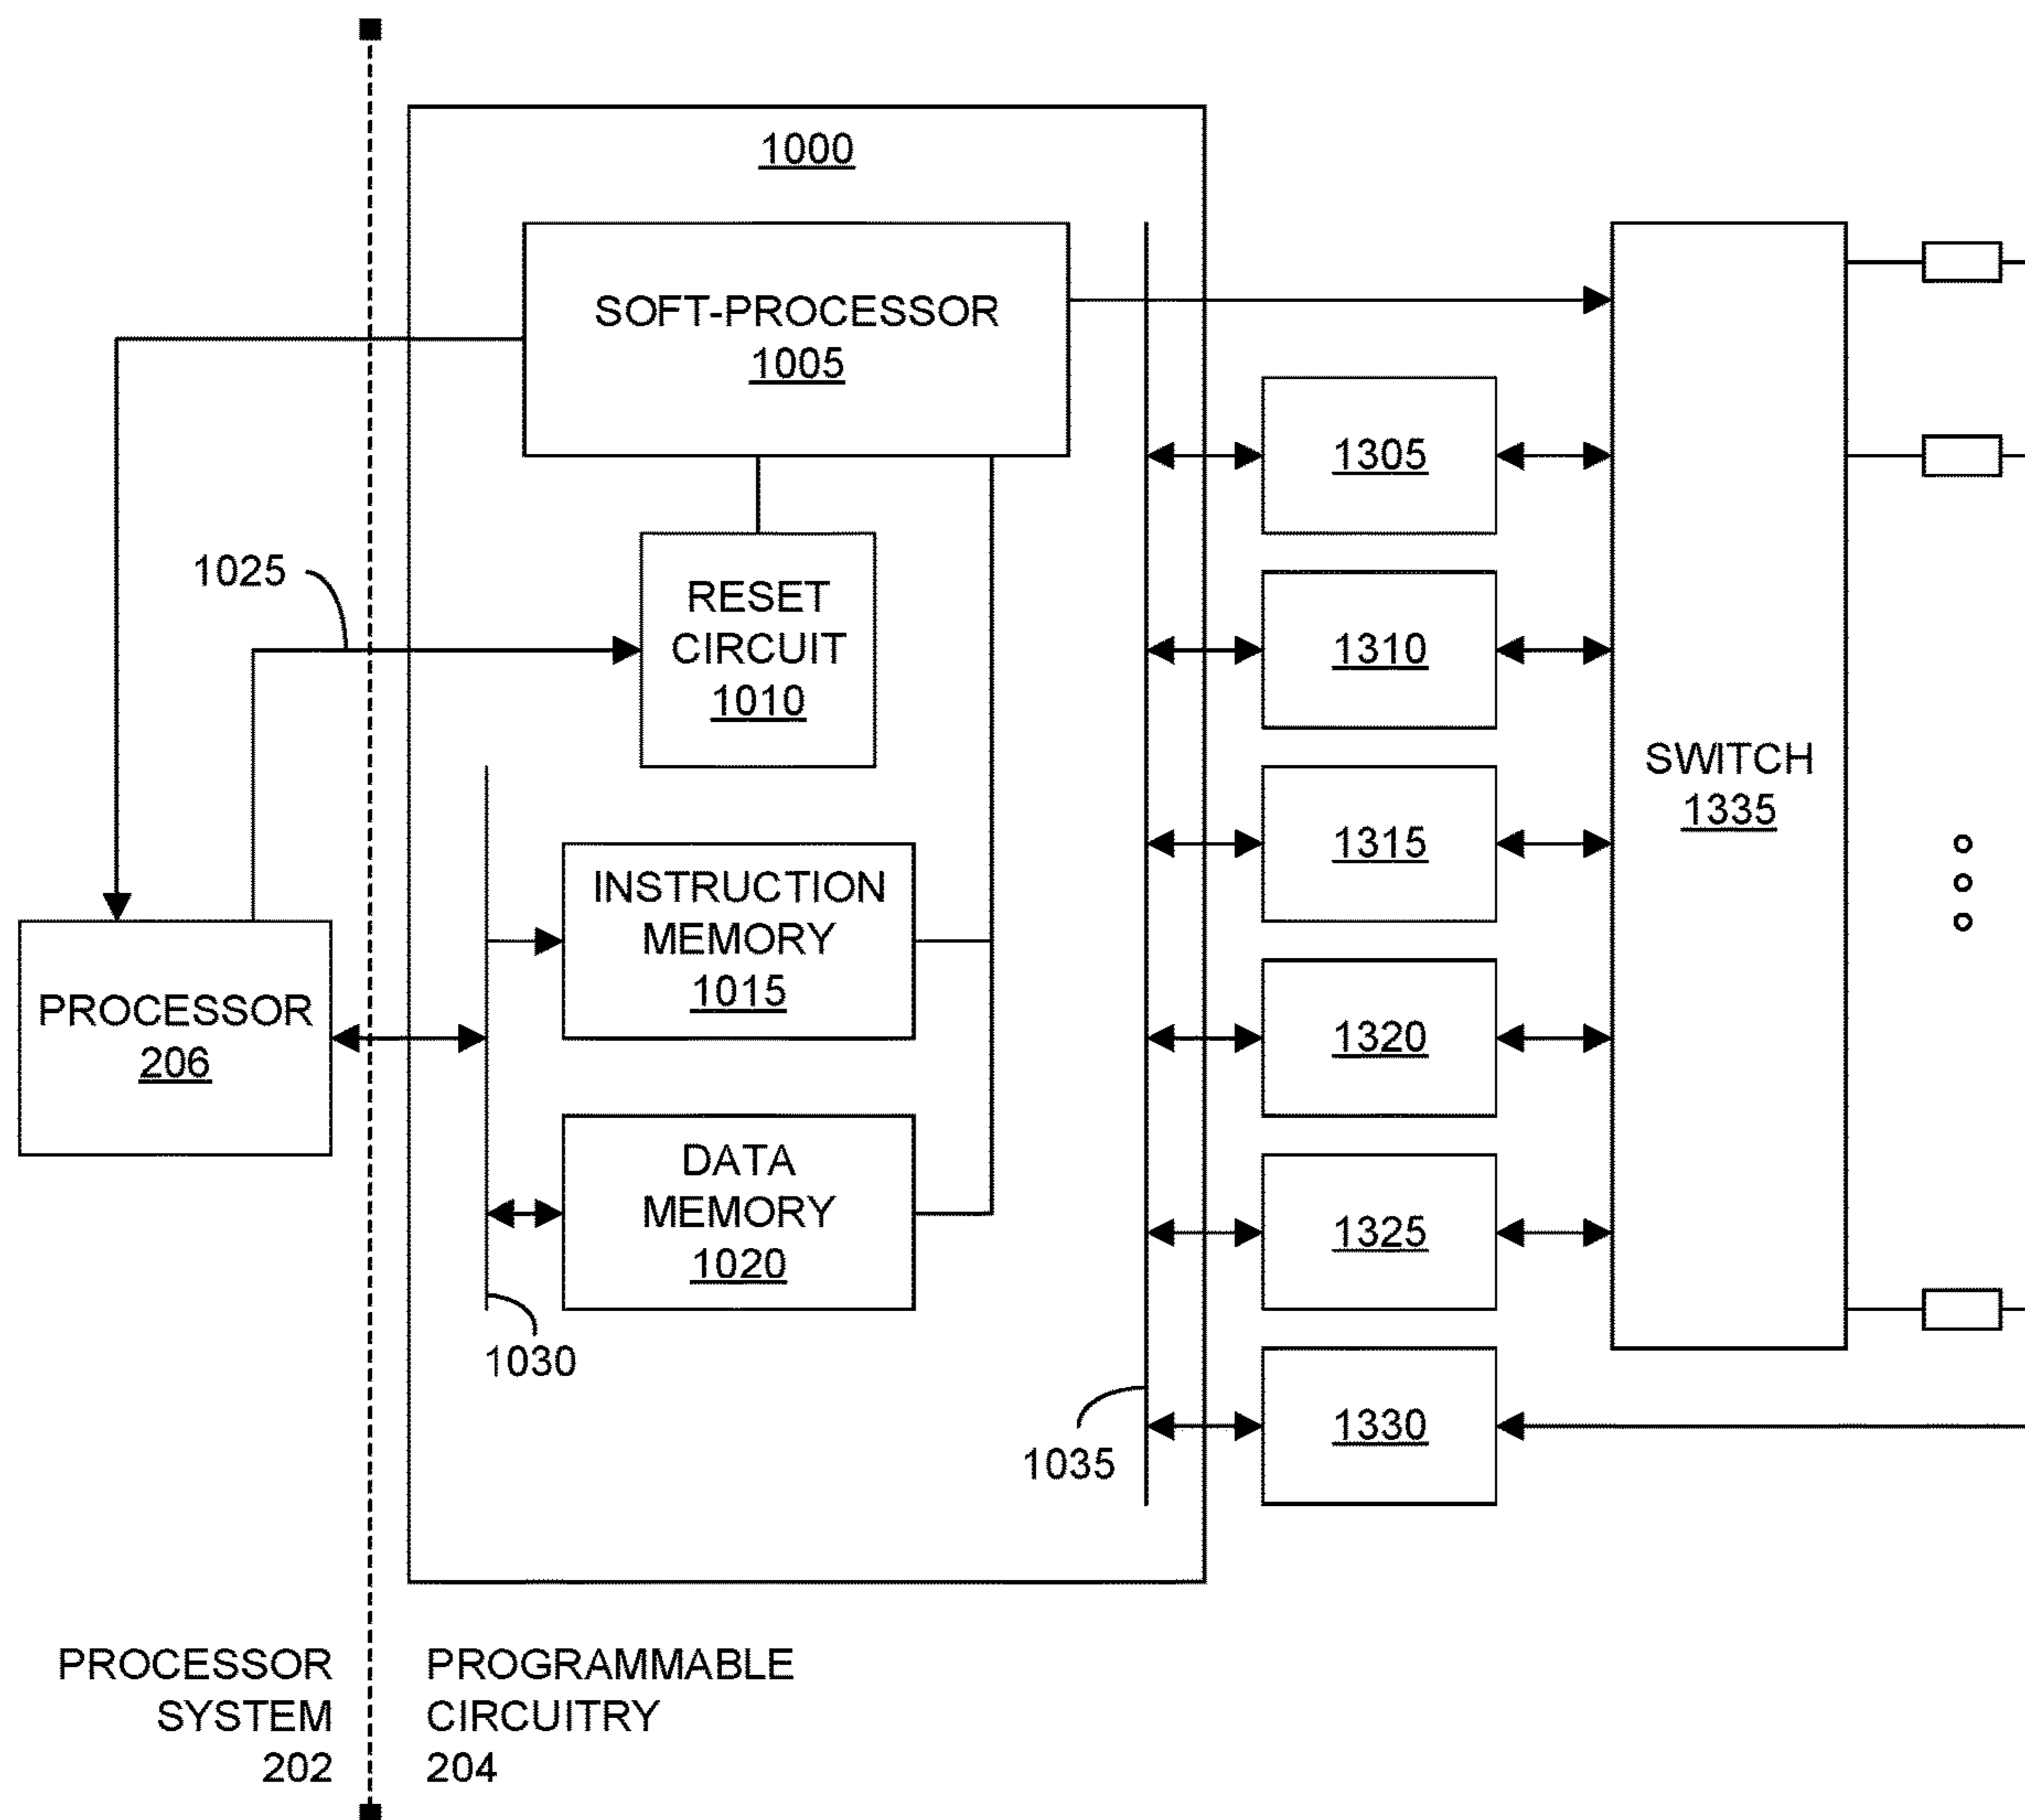 1000
SOFT-PROCESSOR
1005
1025
RESET
CIRCUIT
1010
INSTRUCTION
MEMORY
1015
PROCESSOR
206
DATA
MEMORY
1020
1030
1035
1305
1310
1315
1320
1325
1330
SWITCH
1335
PROCESSOR
SYSTEM
202
PROGRAMMABLE
CIRCUITRY
204